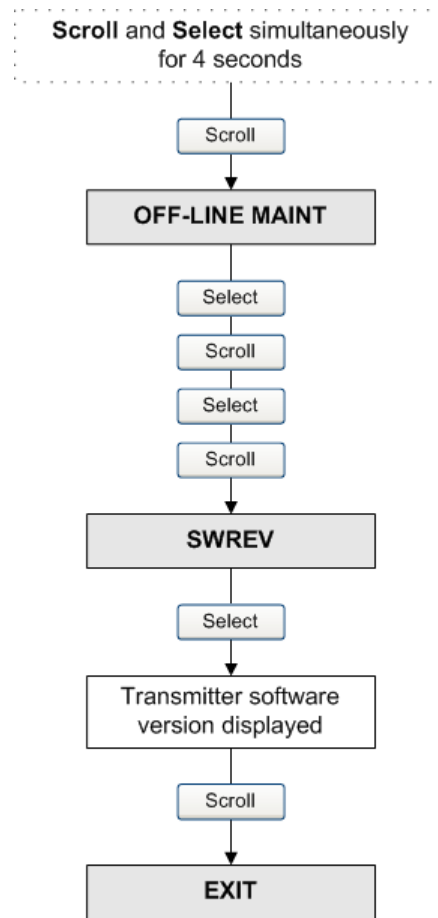 Scroll and Select simultaneously
for 4 seconds
Scroll
OFF-LINE MAINT
Select
Scroll
Select
Scroll
SWREV
Select
Transmitter software
version displayed
Scroll
EXIT